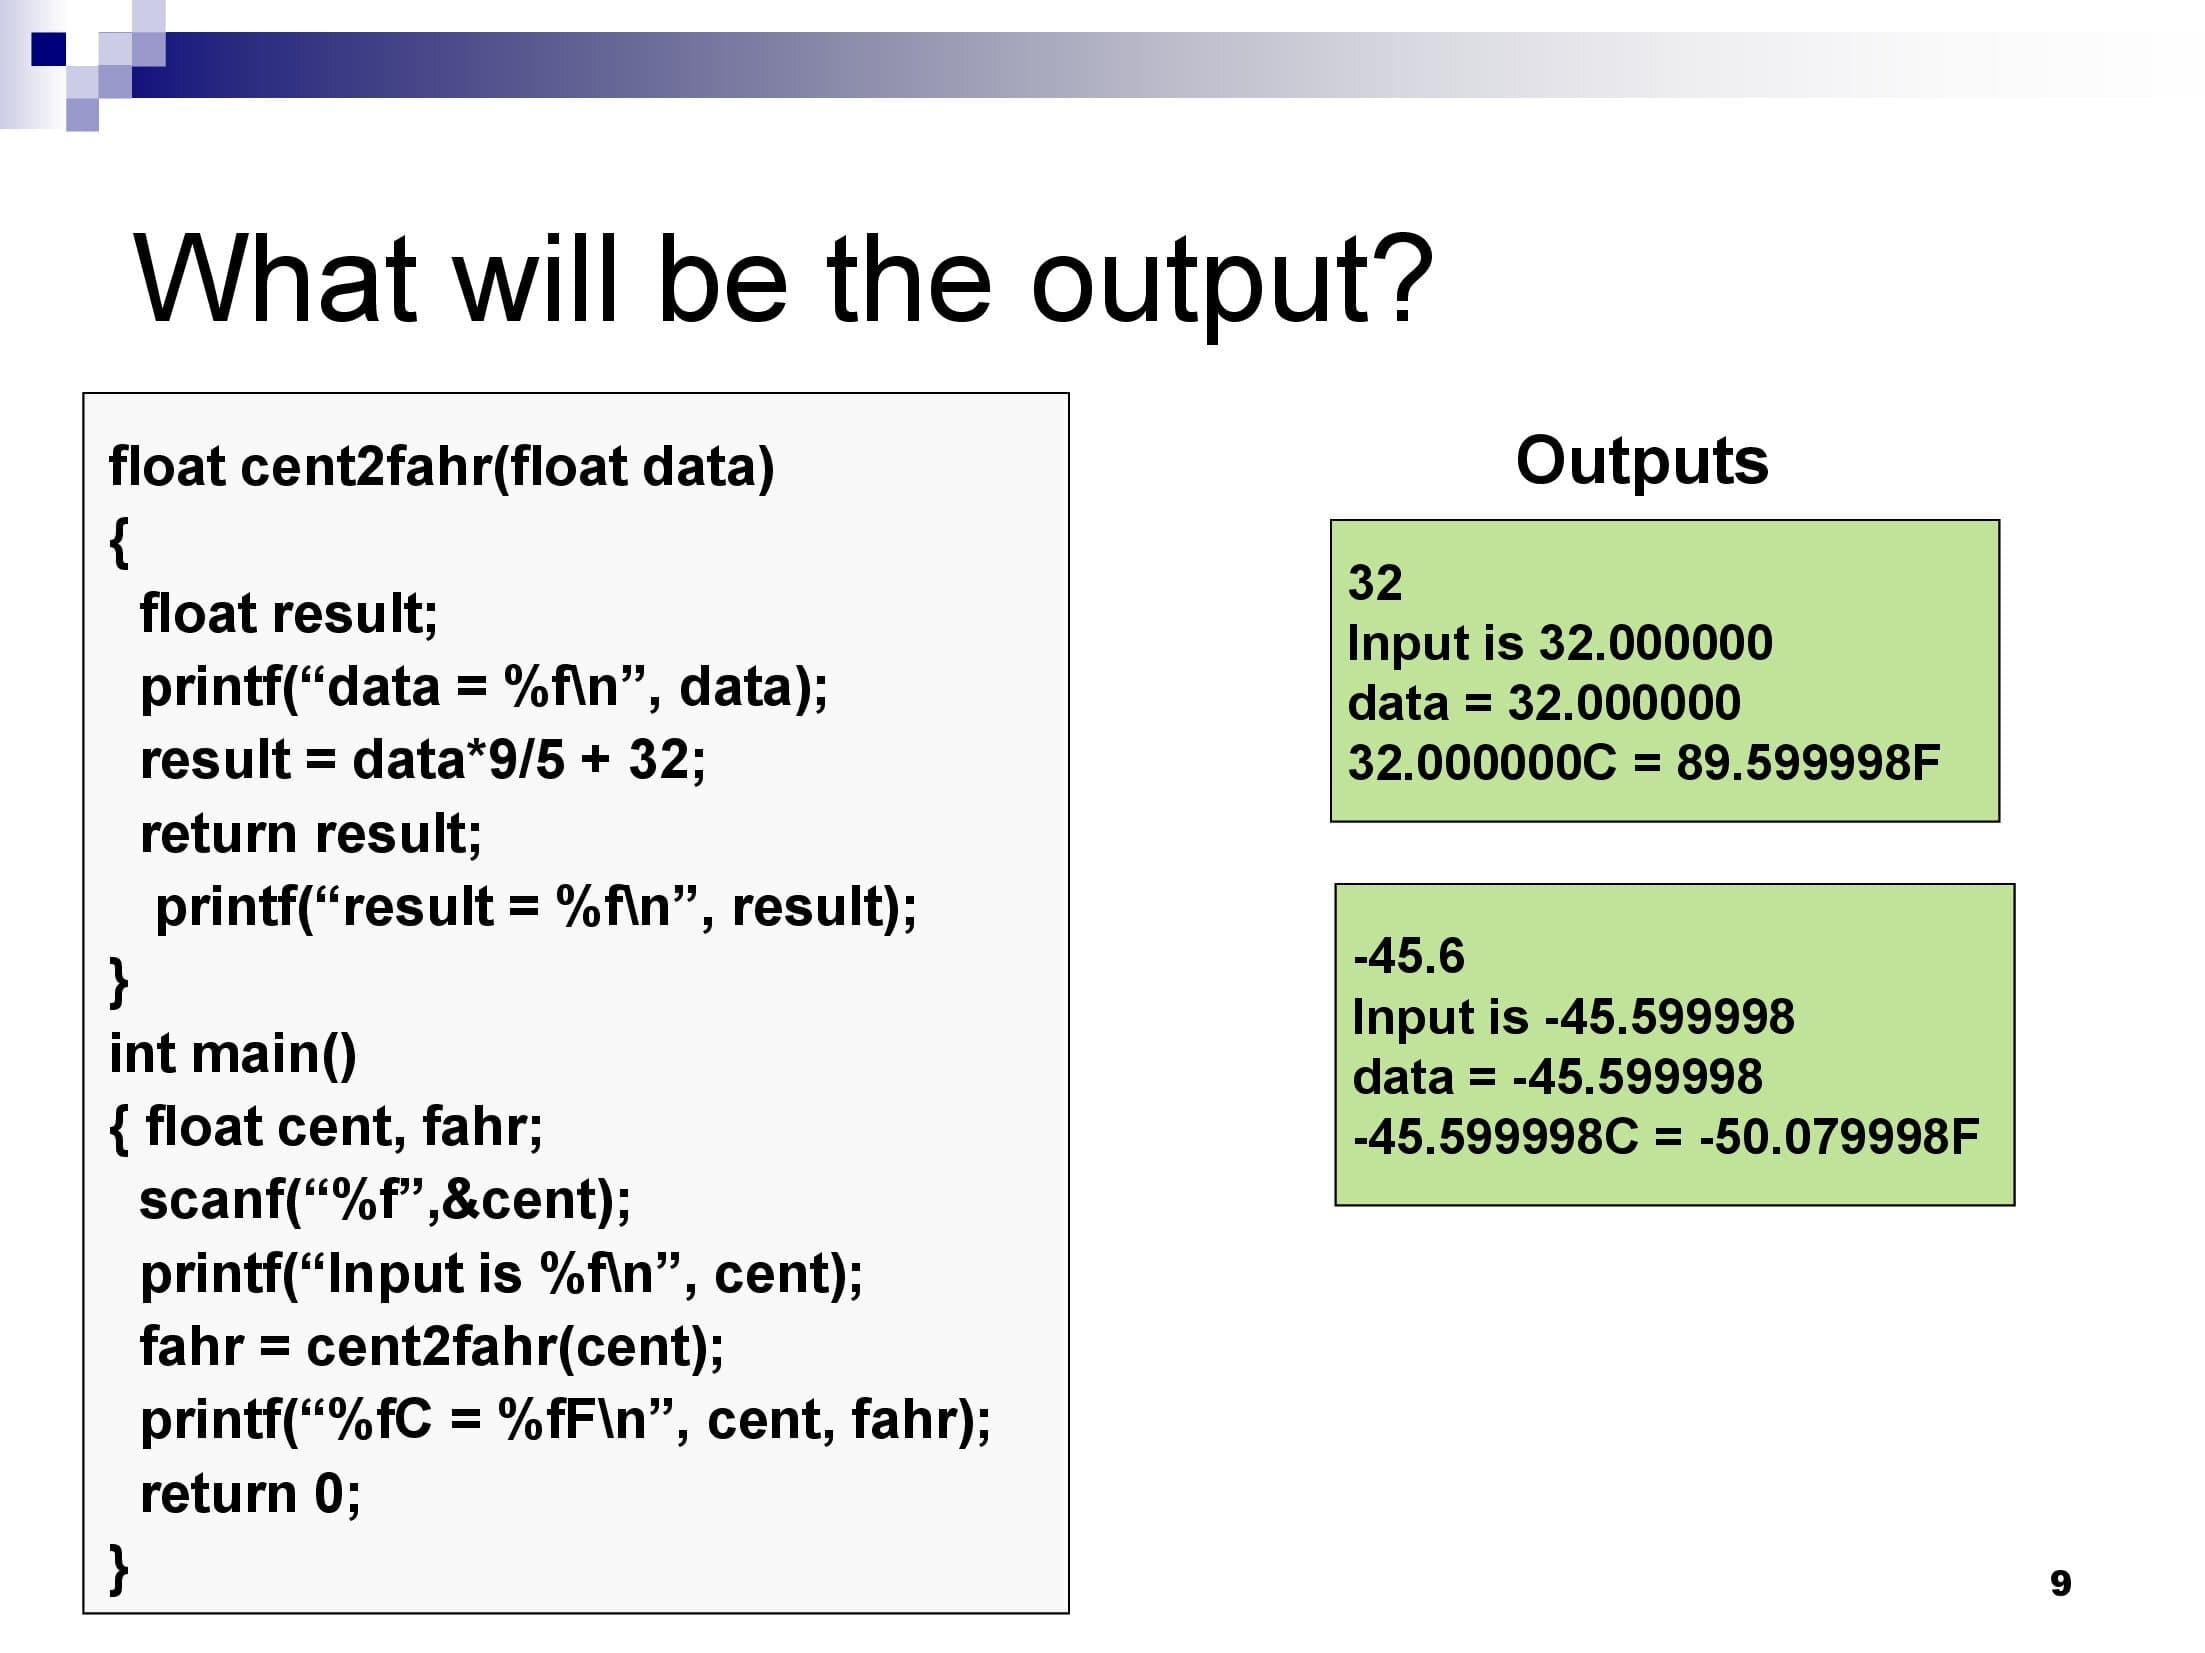 What will be the output?
float cent2fahr(float data)
{
float result;
printf(“data = %f\n”, data);
result = data*9/5 + 32;
return result;
printf(“result = %f\n”, result);
}
int main()
{ float cent, fahr;
scanf(“%f”,&cent);
printf(“Input is %f\n”, cent);
fahr = cent2fahr(cent);
printf(“%fC = %fF\n”, cent, fahr);
return 0;
}
Outputs
32
Input is 32.000000
data = 32.000000
32.000000C = 89.599998F
-45.6
Input is -45.599998
data = -45.599998
-45.599998C = -50.079998F
9